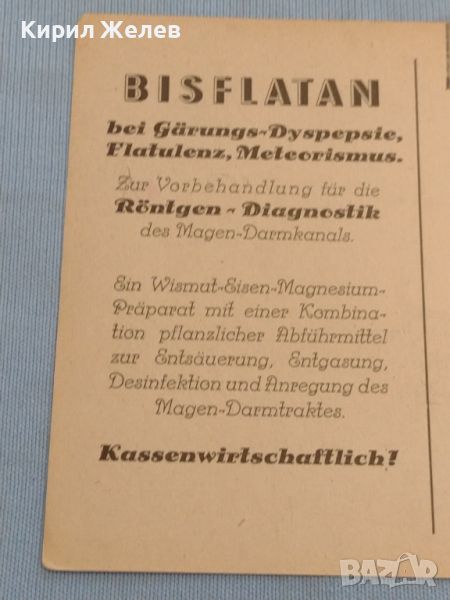 Кирил Желев
BISFLATAN
bei Gärungs-Dyspepsie,
Flatulenz, Meteorismus.
Zur Vorbehandlung für die
Röntgen-Diagnostik
des Magen-Darmkanals.
Ein Wismut-Eisen-Magnesium-
Präparat mit einer Kombina-
tion pflanzlicher Abführmittel
zur Entsäuerung, Entgasung,
Desinfektion und Anregung des
Magen-Darmtraktes.
Kassenwirtschaftlich!
BAZAR